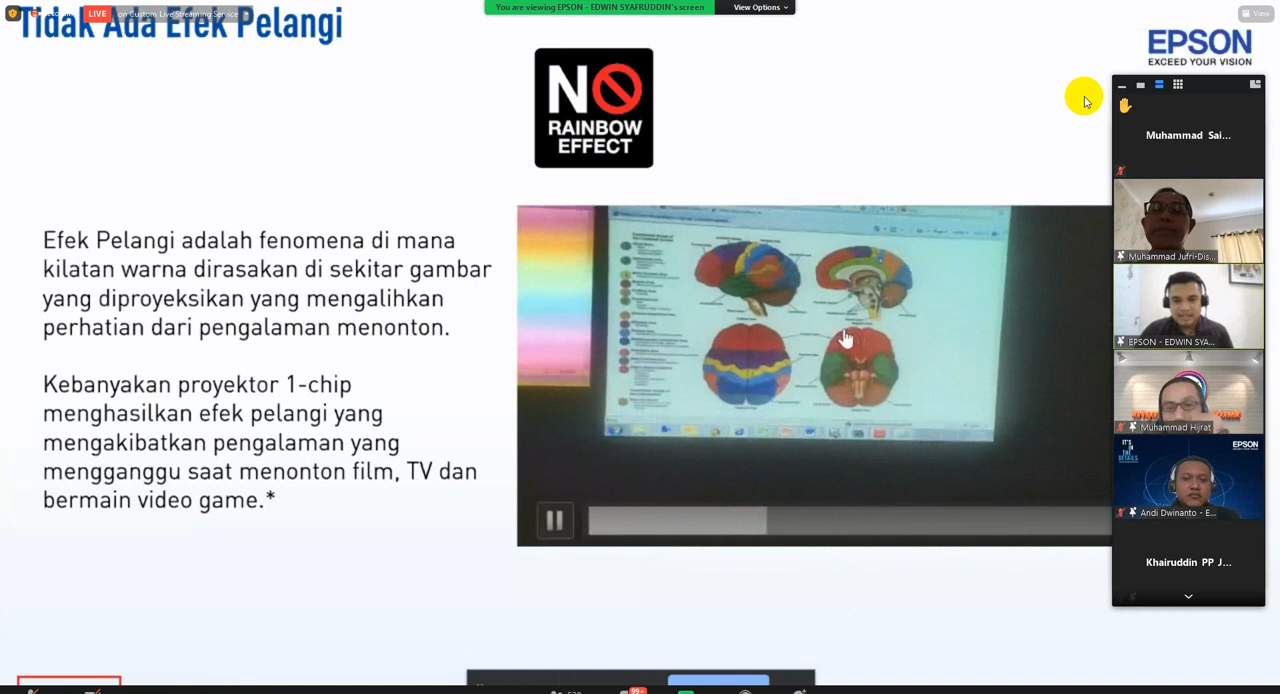 LIVE
on Custom Live Streaming Service
You are viewing EPSON - EDWIN SYAFRUDDIN's screen
View Options
View
Tidak Ada Efek Pelangi
EPSON
EXCEED YOUR VISION
NO
RAINBOW
EFFECT
Efek Pelangi adalah fenomena di mana
kilatan warna dirasakan di sekitar gambar
yang diproyeksikan yang mengalihkan
perhatian dari pengalaman menonton.
Kebanyakan proyektor 1-chip
menghasilkan efek pelangi yang
mengakibatkan pengalaman yang
mengganggu saat menonton film, TV dan
bermain video game.*
Muhammad Sai...
Muhammad Jufri-Dis...
EPSON - EDWIN SYA...
Muhammad Hijrat
IT'S
IN
THE
DETAILS
EPSON
Andi Dwinanto - E...
Khairuddin PP J...
99+